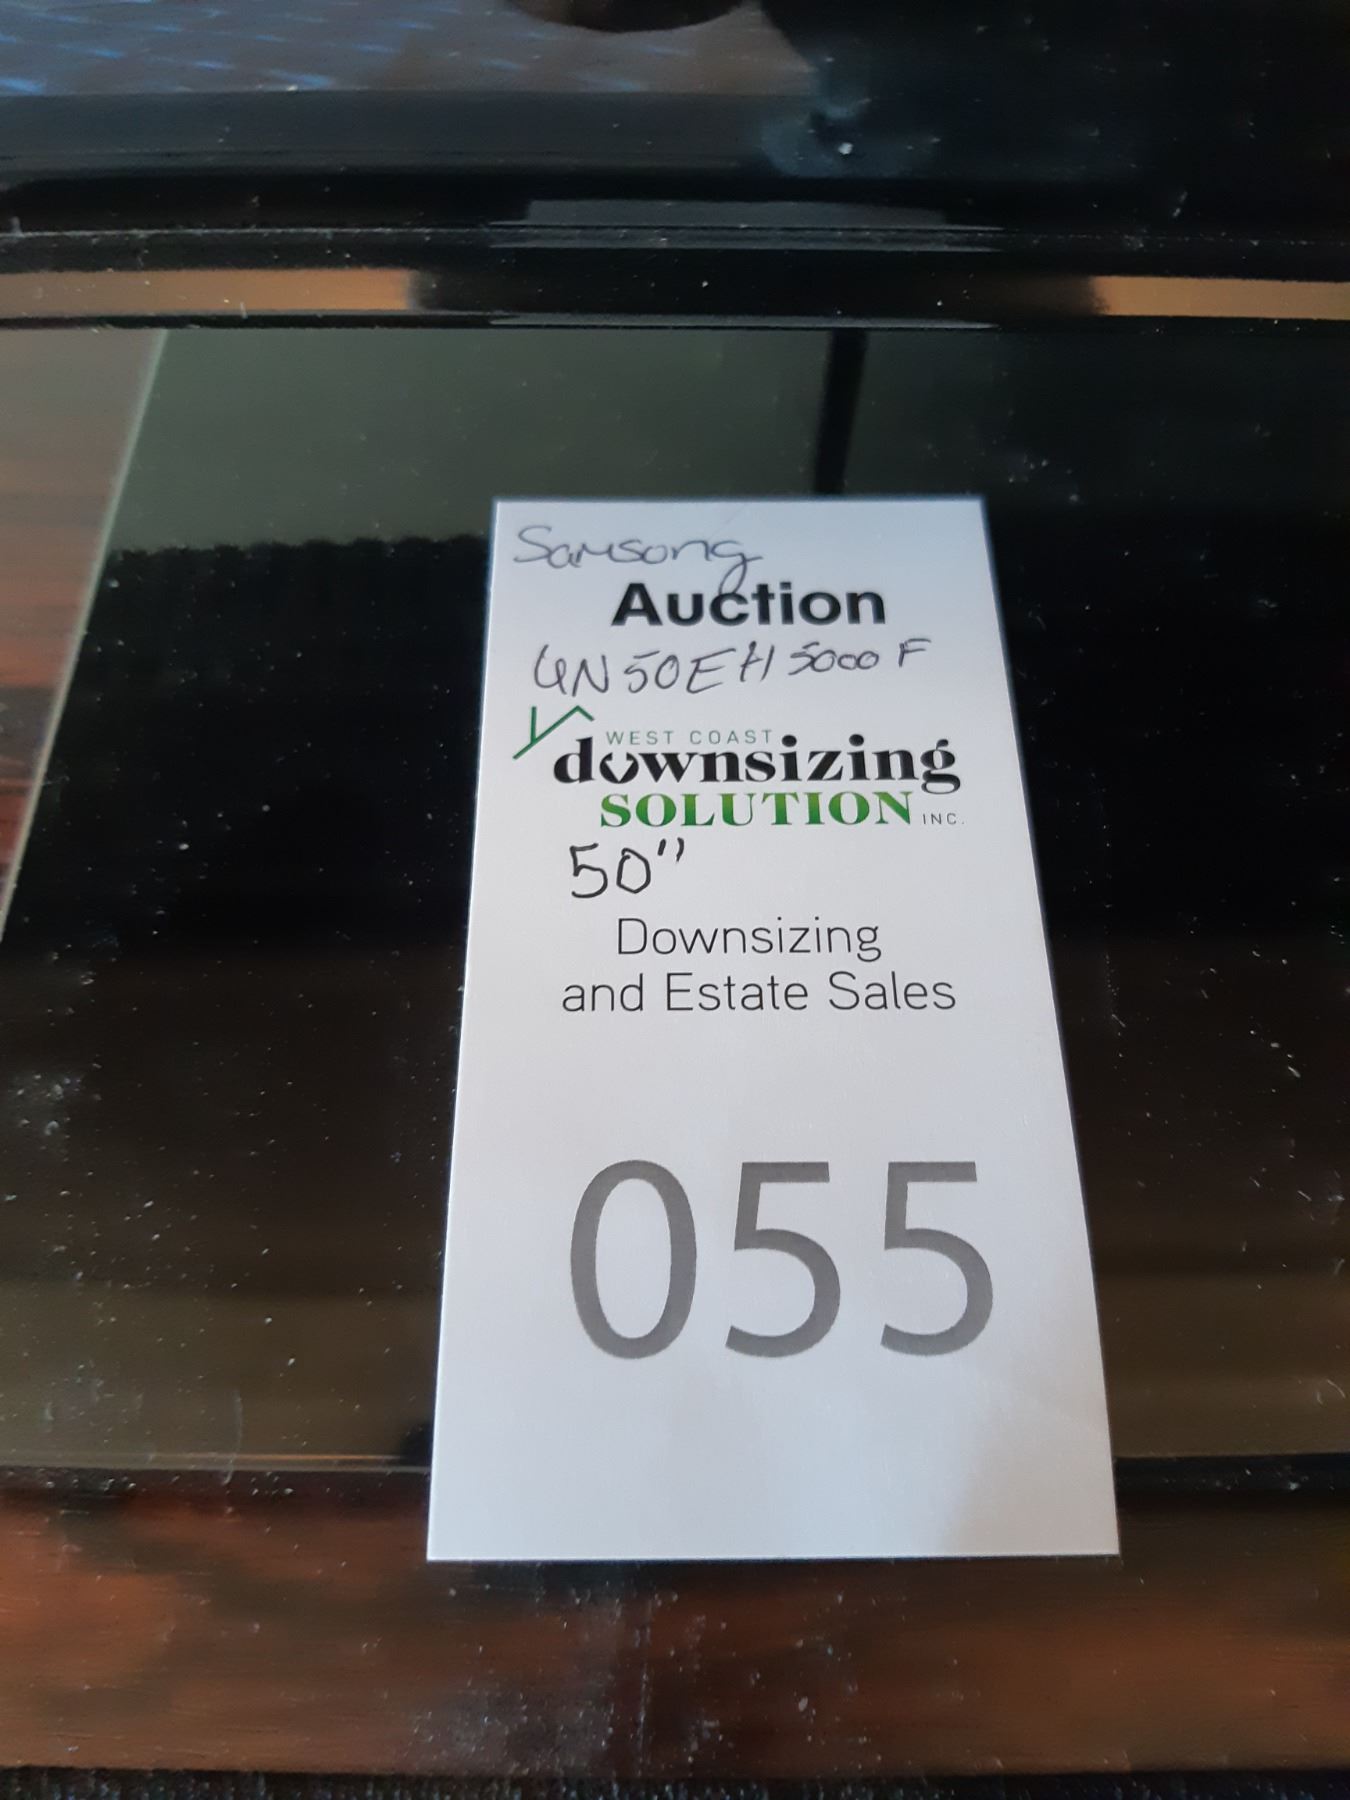 Samsong
Auction
UN50EH5000F
WEST COAST
downsizing
SOLUTION INC.
50"
Downsizing
and Estate Sales
055